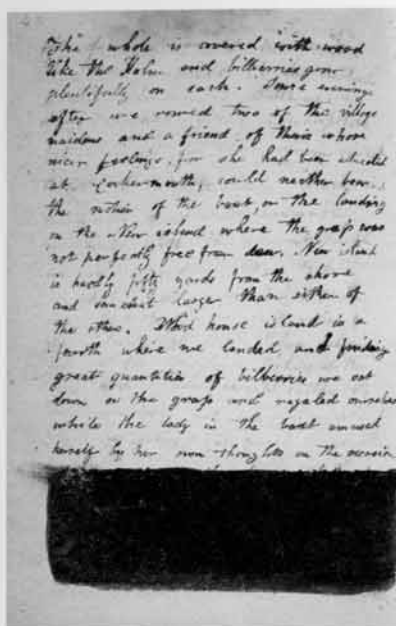 The whole is covered with wood
like the Holm and bilberries grow
plentifully on each. Some evenings
after we rowed two of the village
maidens and a friend of theirs whose
nicer feelings, for she had been educated
at Cockermouth, could neither bear
the motion of the boat, or the landing
on the New island where the grass was
not perfectly free from dew. New island
is hardly fifty yards from the shore
and somewhat larger than either of
the other. Wood house island is a
fourth where we landed, and finding
great quantities of bilberries we sat
down on the grass and regaled ourselves
while the lady in the boat amused
herself by her own thoughts on the occasion